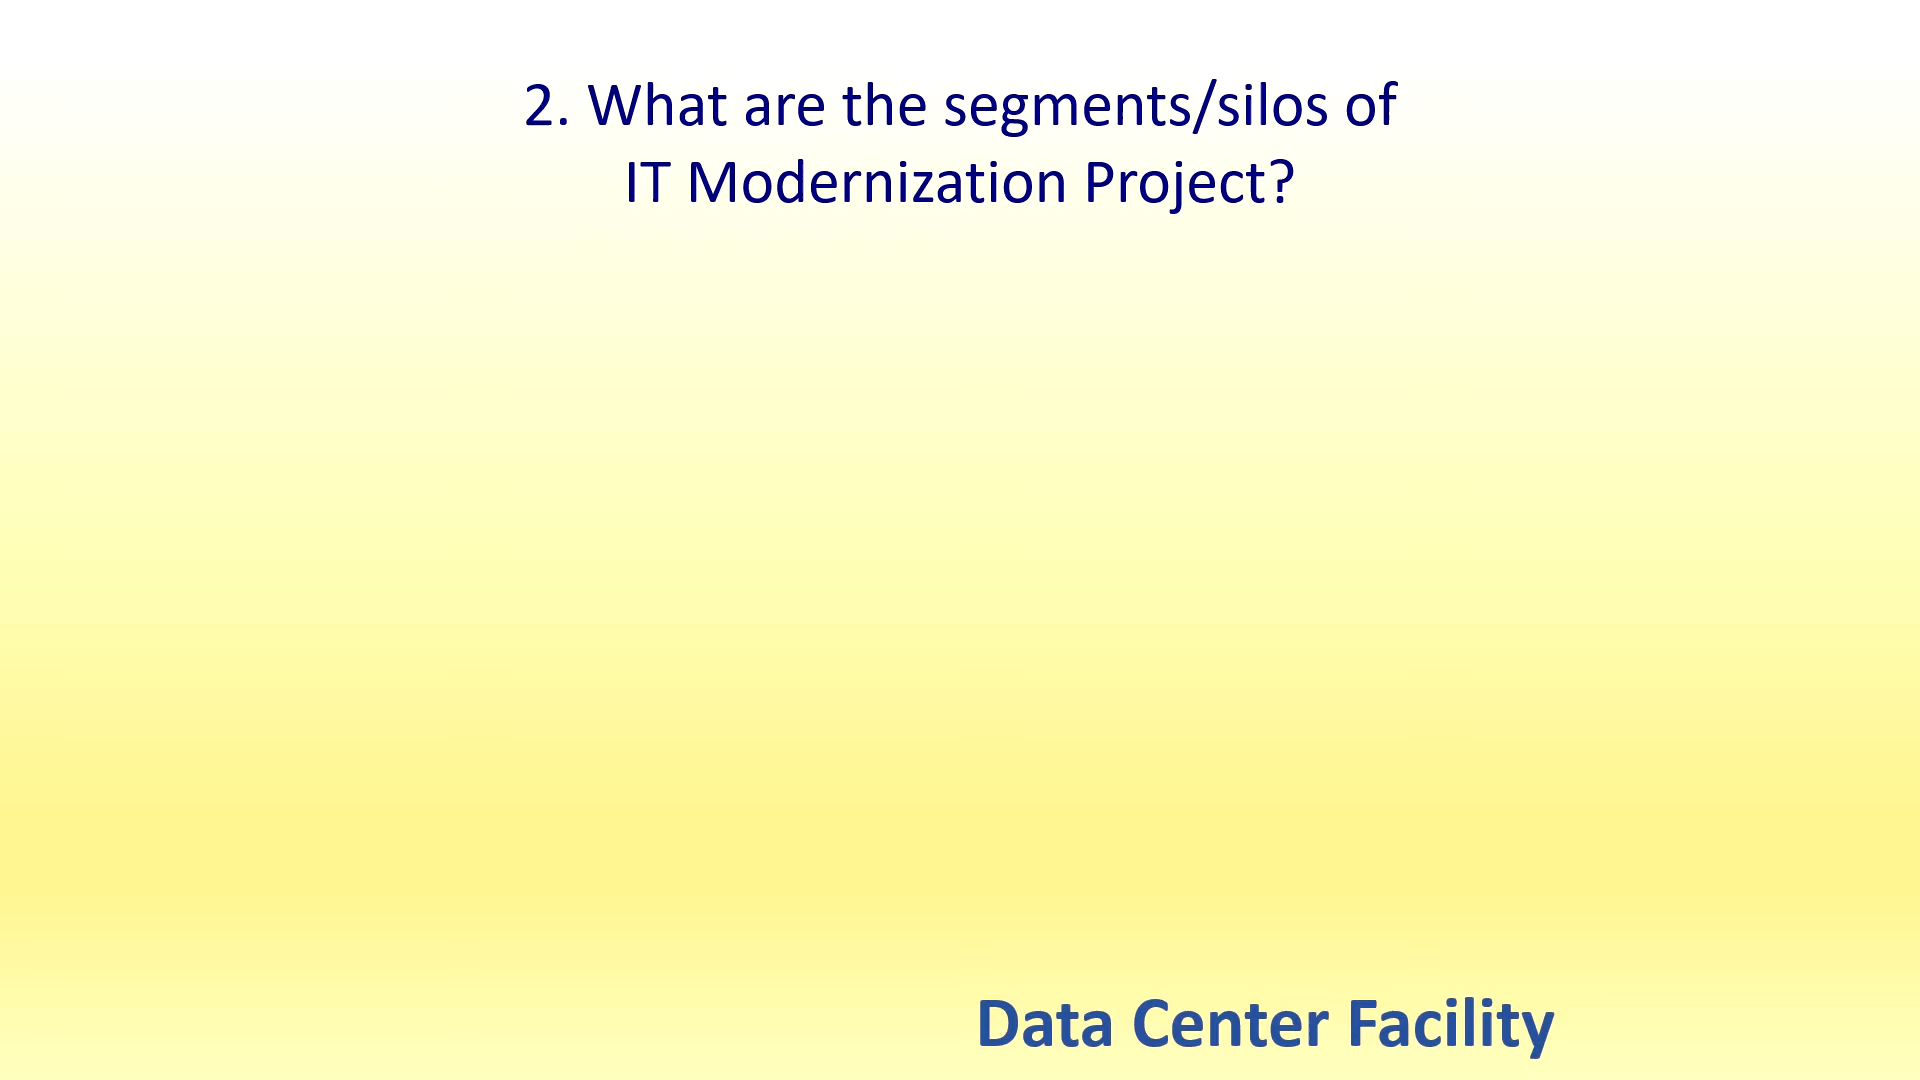 2. What are the segments/silos of
IT Modernization Project?
Data Center Facility